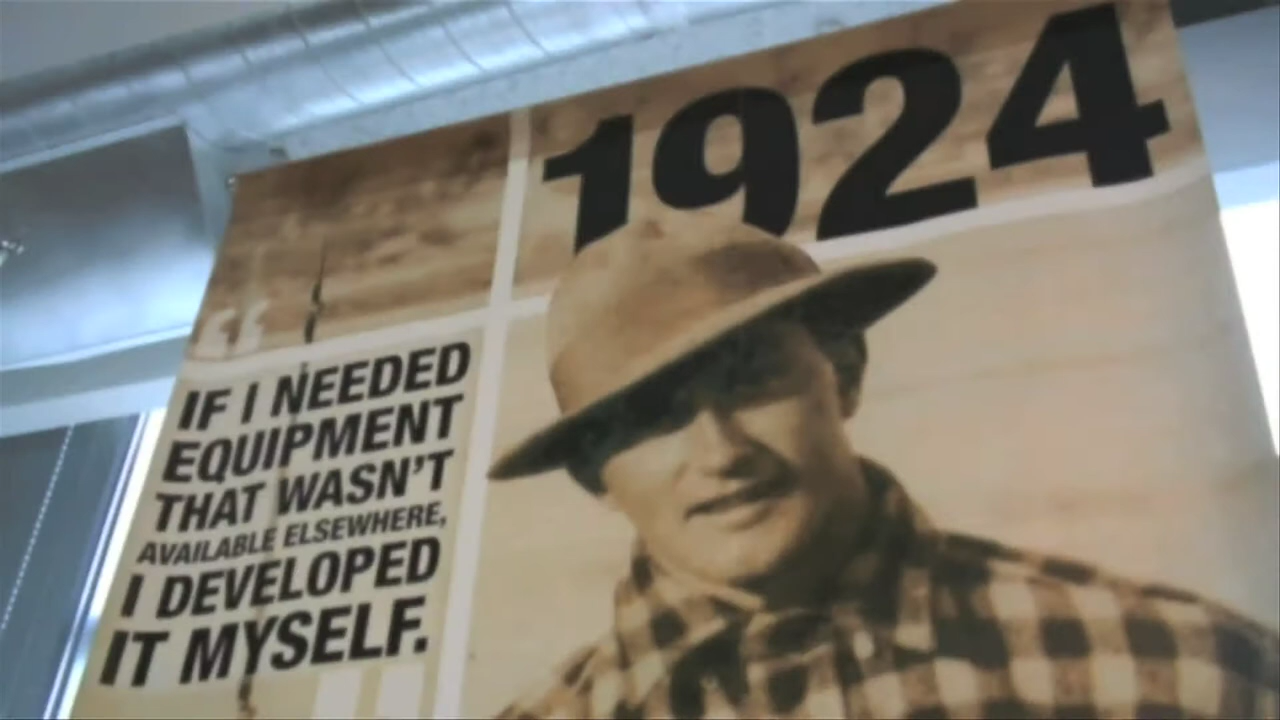 1924
“
IF I NEEDED
EQUIPMENT
THAT WASN'T
AVAILABLE ELSEWHERE,
I DEVELOPED
IT MYSELF.